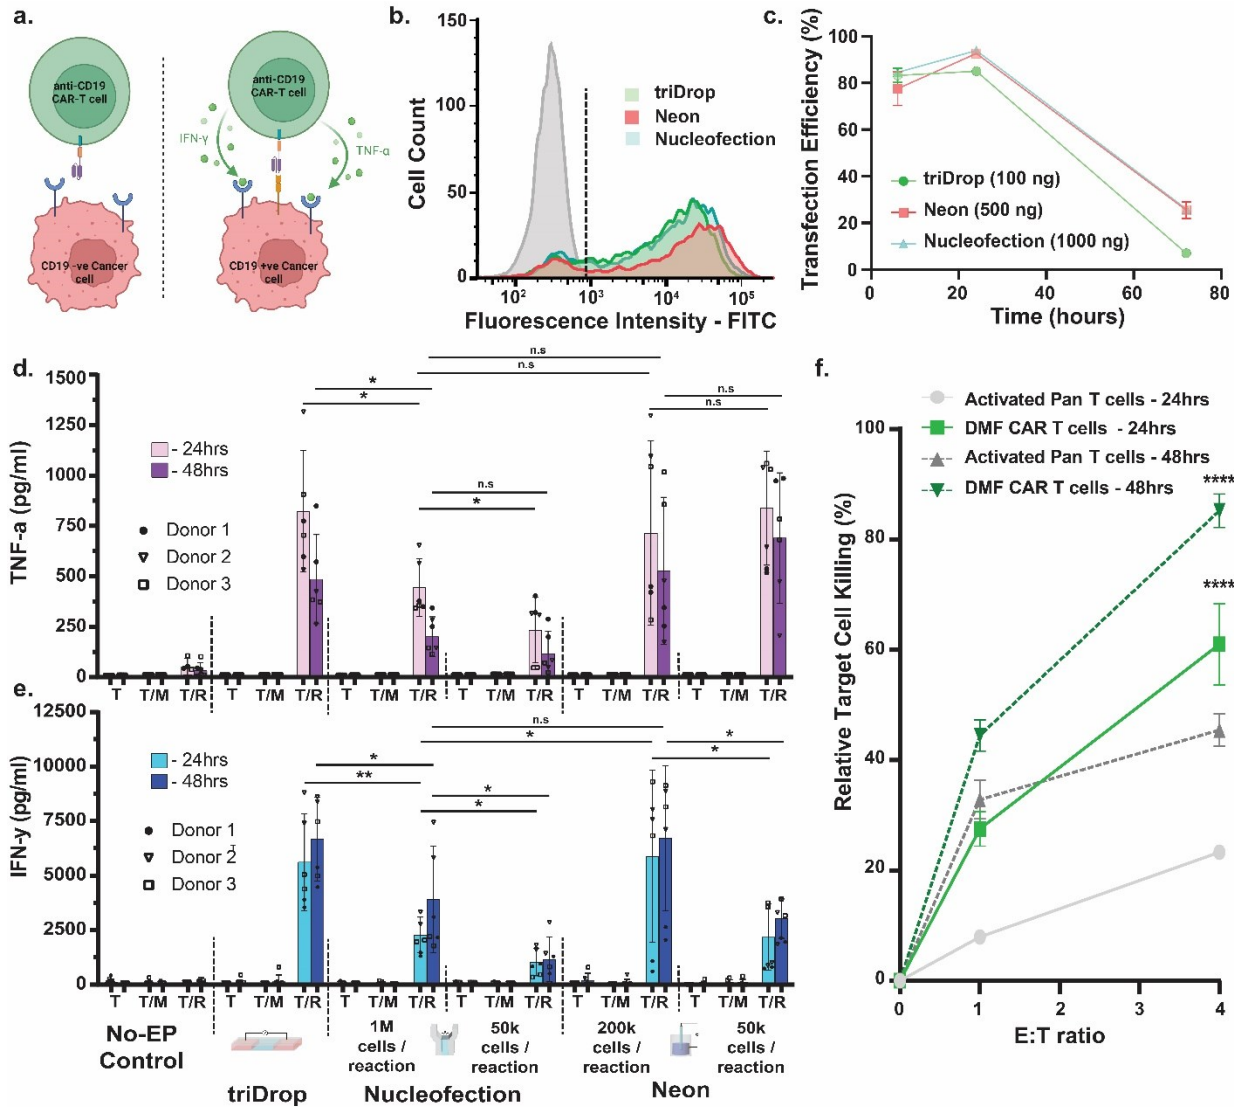 a.
anti-CD19
CAR-T cell
CD19 -ve Cancer
cell
anti-CD19
CAR-T cell
IFN-γ
TNF-α
CD19 +ve Cancer
cell
b.
Cell Count
150
100
50
0
triDrop
Neon
Nucleofection
10² 10³ 10⁴ 10⁵
Fluorescence Intensity - FITC
c.
Transfection Efficiency (%)
100
80
60
40
20
0
triDrop (100 ng)
Neon (500 ng)
Nucleofection (1000 ng)
0 20 40 60 80
Time (hours)
d.
TNF-a (pg/ml)
1500
1250
1000
750
500
250
0
- 24hrs
- 48hrs
Donor 1
Donor 2
Donor 3
*
*
n.s
n.s
n.s
*
n.s
n.s
T T/M T/R T T/M T/R T T/M T/R T T/M T/R T T/M T/R T T/M T/R
e.
IFN-y (pg/ml)
12500
10000
7500
5000
2500
0
- 24hrs
- 48hrs
Donor 1
Donor 2
Donor 3
*
**
n.s
*
*
*
*
*
T T/M T/R T T/M T/R T T/M T/R T T/M T/R T T/M T/R T T/M T/R
No-EP
Control
triDrop
1M
cells /
reaction
50k
cells /
reaction
Nucleofection
200k
cells /
reaction
50k
cells /
reaction
Neon
f.
Activated Pan T cells - 24hrs
DMF CAR T cells - 24hrs
Activated Pan T cells - 48hrs
DMF CAR T cells - 48hrs
Relative Target Cell Killing (%)
100
80
60
40
20
0
****
****
0 1 2 3 4
E:T ratio